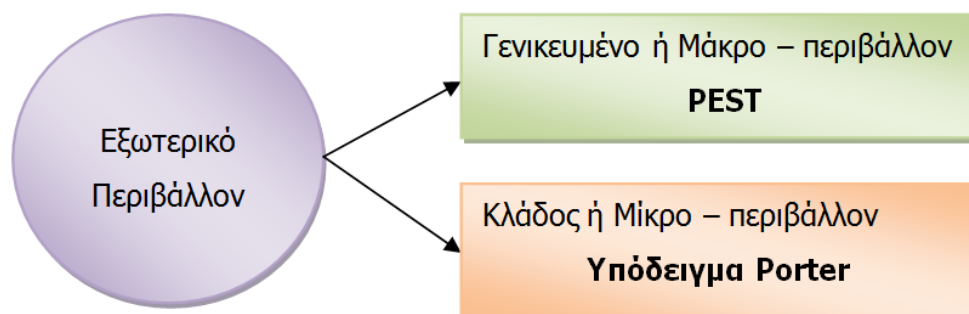 Εξωτερικό
Περιβάλλον
Γενικευμένο ή Μάκρο – περιβάλλον
PEST
Κλάδος ή Μίκρο – περιβάλλον
Υπόδειγμα Porter